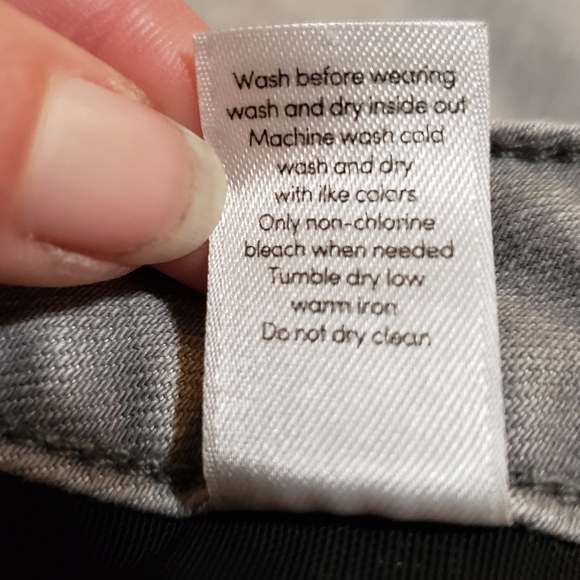 Wash before wearing
wash and dry inside out
Machine wash cold
wash and dry
with like colors
Only non-chlorine
bleach when needed
Tumble dry low
warm iron
Do not dry clean